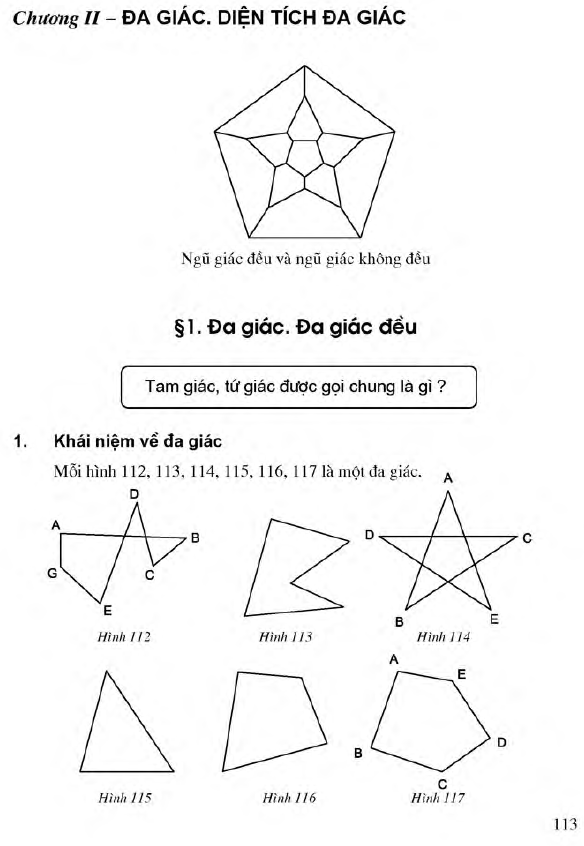 Chương II – ĐA GIÁC. DIỆN TÍCH ĐA GIÁC
Ngũ giác đều và ngũ giác không đều
§1. Đa giác. Đa giác đều
Tam giác, tứ giác được gọi chung là gì ?
1. Khái niệm về đa giác
Mỗi hình 112, 113, 114, 115, 116, 117 là một đa giác.
D
A
B
G
C
E
A
D
C
B
E
Hình 112 Hình 113 Hình 114
A
E
B
D
C
Hình 115 Hình 116 Hình 117
113